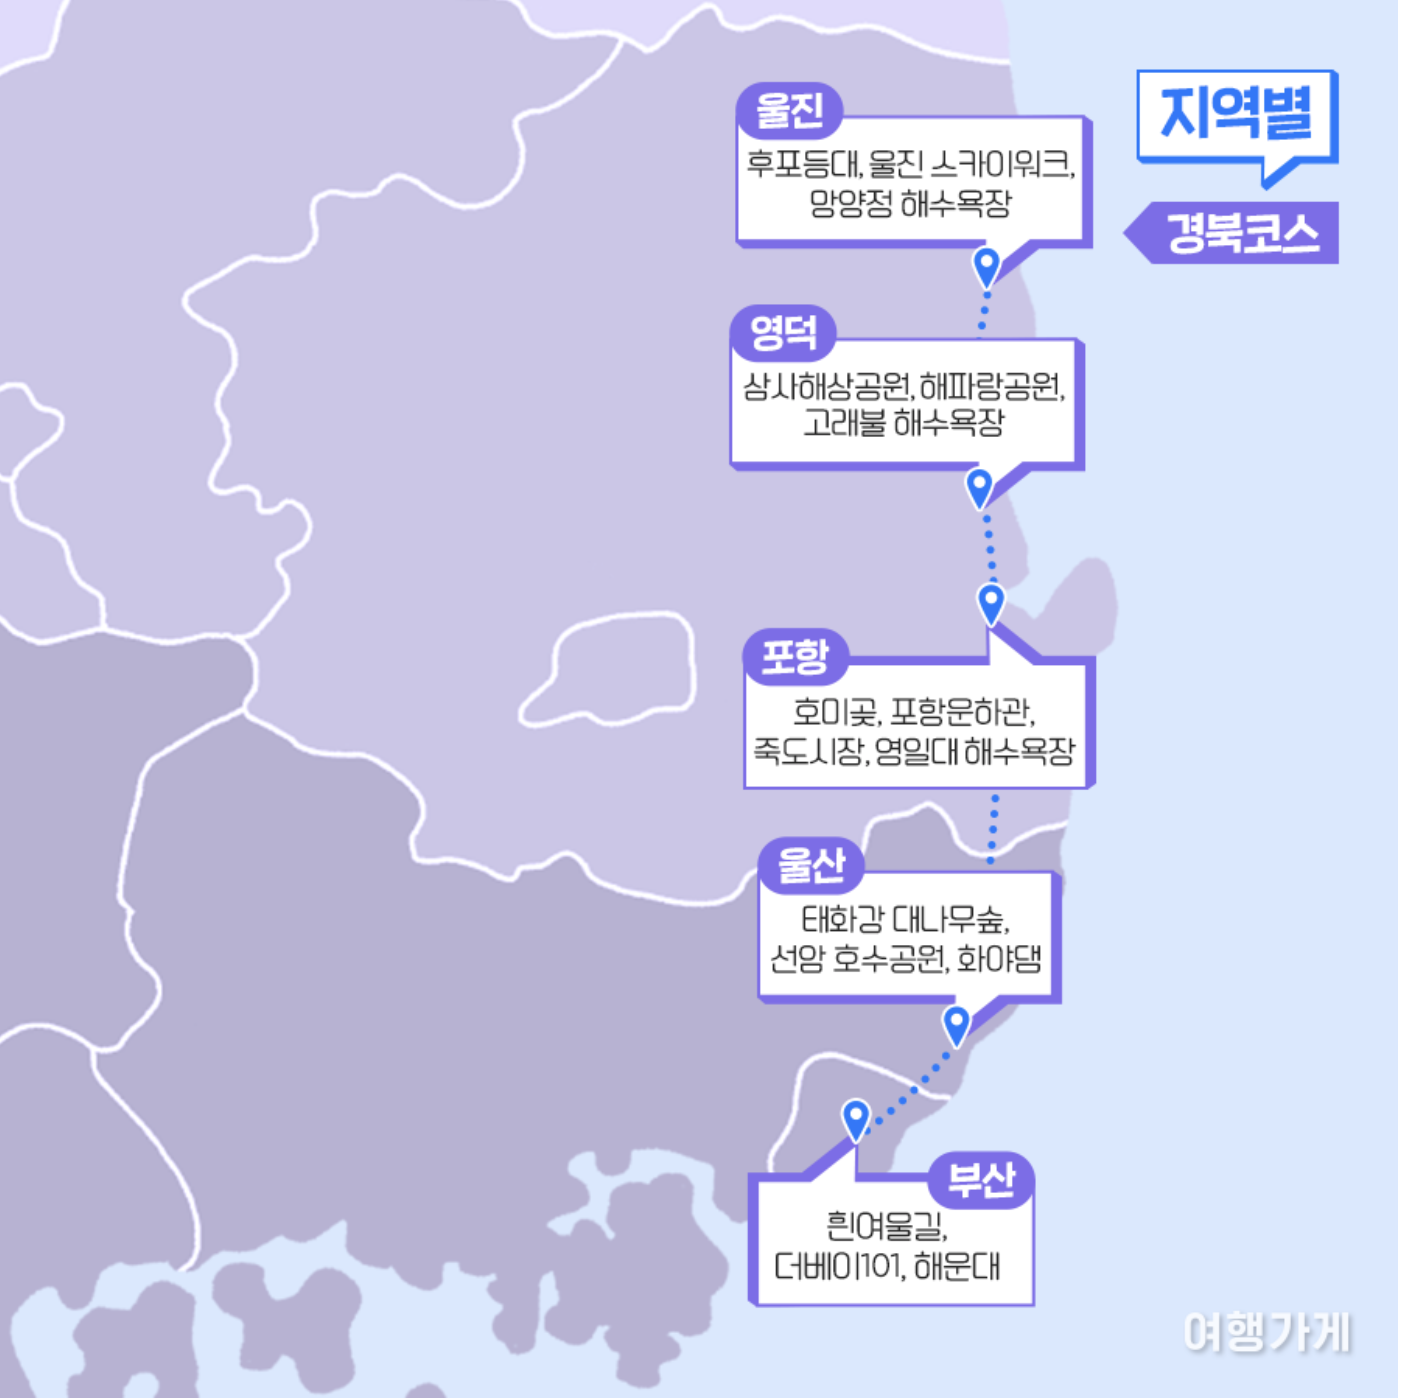 지역별
경북코스
울진
후포등대, 울진 스카이워크,
망양정 해수욕장
영덕
삼사해상공원, 해파랑공원,
고래불 해수욕장
포항
호미곶, 포항운하관,
죽도시장, 영일대 해수욕장
울산
태화강 대나무숲,
선암 호수공원, 화야댐
부산
흰여울길,
더베이101, 해운대
여행가게